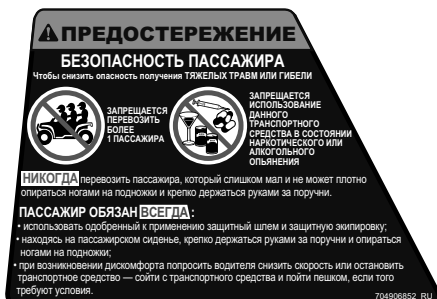 ПРЕДОСТЕРЕЖЕНИЕ
БЕЗОПАСНОСТЬ ПАССАЖИРА
Чтобы снизить опасность получения ТЯЖЕЛЫХ ТРАВМ ИЛИ ГИБЕЛИ
ЗАПРЕЩАЕТСЯ
ПЕРЕВОЗИТЬ
БОЛЕЕ
1 ПАССАЖИРА
ЗАПРЕЩАЕТСЯ
ИСПОЛЬЗОВАНИЕ
ДАННОГО
ТРАНСПОРТНОГО
СРЕДСТВА В СОСТОЯНИИ
НАРКОТИЧЕСКОГО ИЛИ
АЛКОГОЛЬНОГО
ОПЬЯНЕНИЯ
НИКОГДА перевозить пассажира, который слишком мал и не может плотно
опираться ногами на подножки и крепко держаться руками за поручни.
ПАССАЖИР ОБЯЗАН ВСЕГДА :
• использовать одобренный к применению защитный шлем и защитную экипировку;
• находясь на пассажирском сиденье, крепко держаться руками за поручни и опираться
ногами на подножки;
• при возникновении дискомфорта попросить водителя снизить скорость или остановить
транспортное средство — сойти с транспортного средства и пойти пешком, если того
требуют условия.
704906852_RU